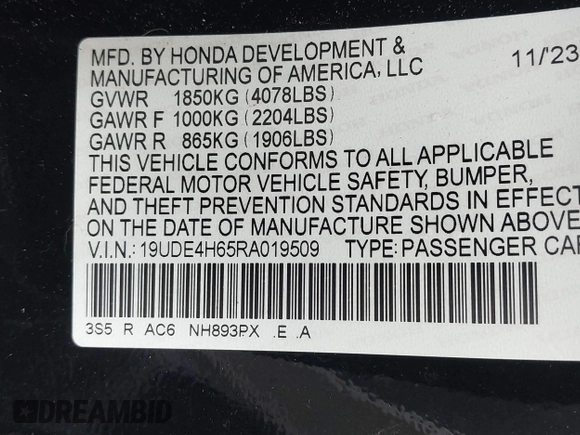 MFD. BY HONDA DEVELOPMENT &
MANUFACTURING OF AMERICA, LLC 11/23
GVWR 1850KG (4078LBS)
GAWR F 1000KG (2204LBS)
GAWR R 865KG (1906LBS)
THIS VEHICLE CONFORMS TO ALL APPLICABLE
FEDERAL MOTOR VEHICLE SAFETY, BUMPER,
AND THEFT PREVENTION STANDARDS IN EFFECT
ON THE DATE OF MANUFACTURE SHOWN ABOVE
V.I.N.: 19UDE4H65RA019509 TYPE: PASSENGER CAR
3S5 R AC6 NH893PX .E .A
DREAMBID